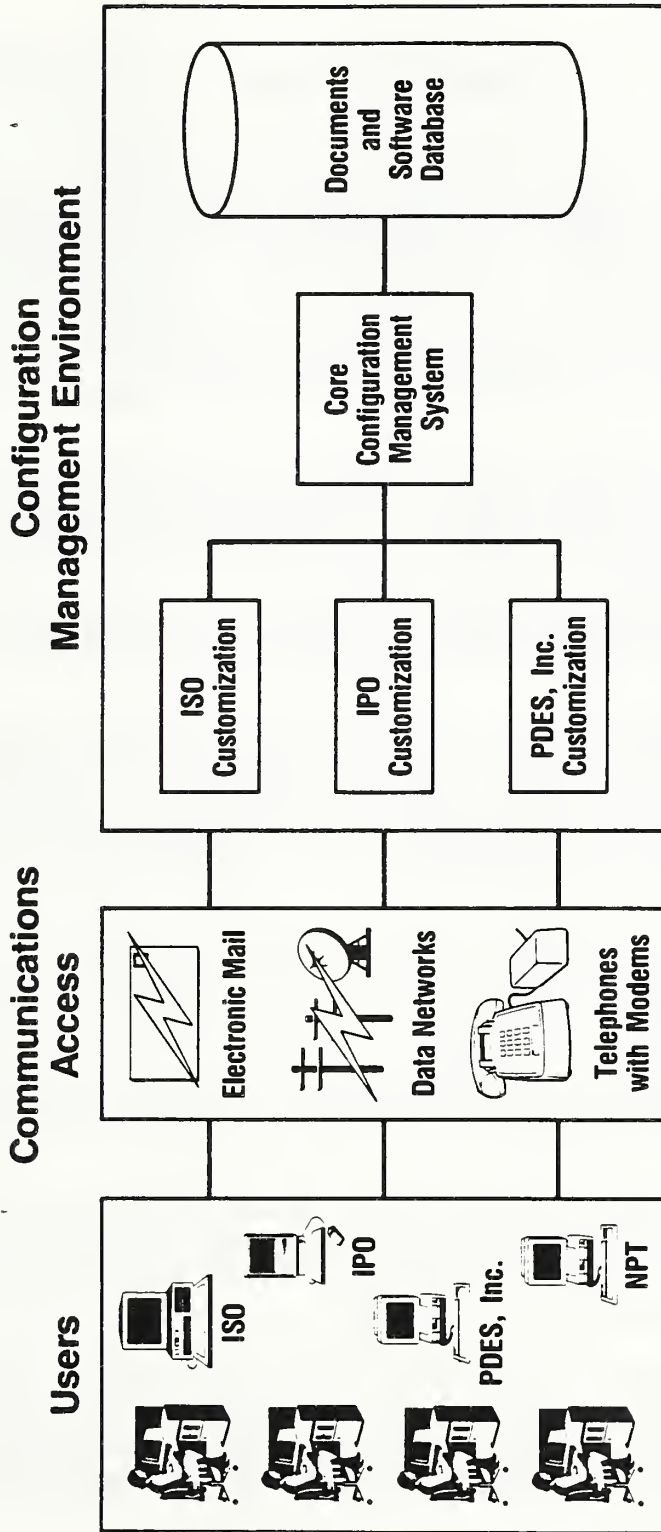 Users
ISO
IPO
PDES, Inc.
NPT
Communications
Access
Electronic Mail
Data Networks
Telephones
with Modems
Configuration
Management Environment
ISO
Customization
IPO
Customization
PDES, Inc.
Customization
Core
Configuration
Management
System
Documents
and
Software
Database